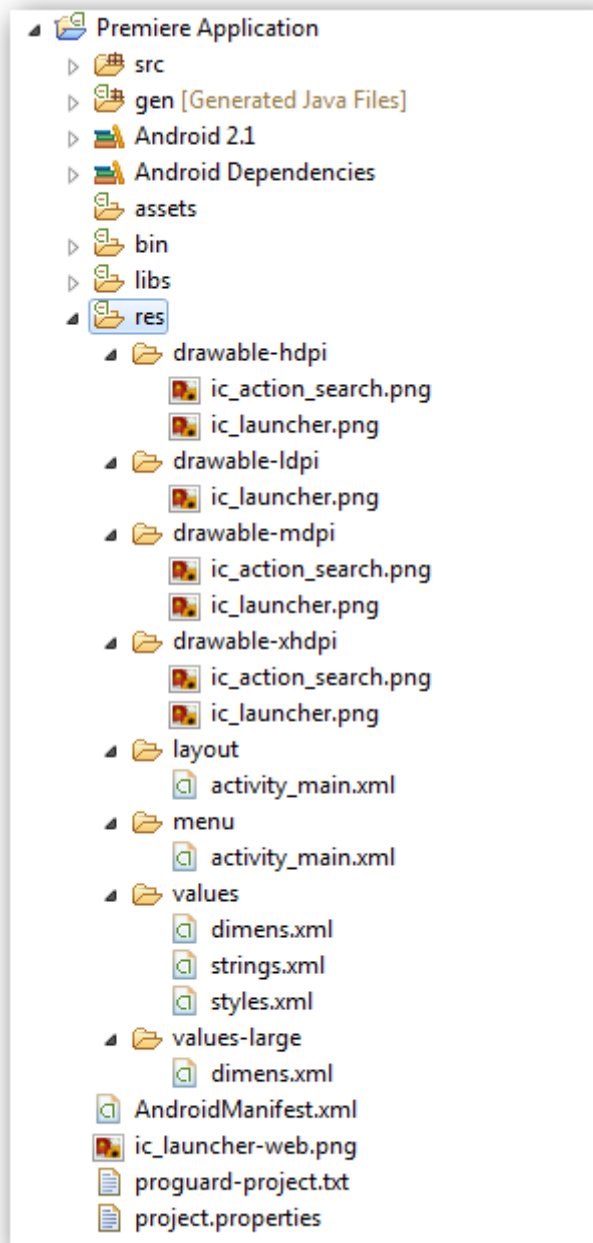 Premiere Application
src
gen [Generated Java Files]
Android 2.1
Android Dependencies
assets
bin
libs
res
drawable-hdpi
ic_action_search.png
ic_launcher.png
drawable-ldpi
ic_launcher.png
drawable-mdpi
ic_action_search.png
ic_launcher.png
drawable-xhdpi
ic_action_search.png
ic_launcher.png
layout
activity_main.xml
menu
activity_main.xml
values
dimens.xml
strings.xml
styles.xml
values-large
dimens.xml
AndroidManifest.xml
ic_launcher-web.png
proguard-project.txt
project.properties